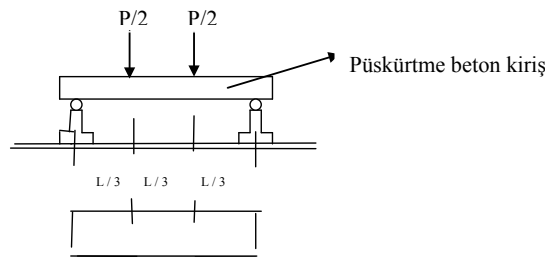 P/2 P/2
Püskürtme beton kiriş
L / 3 L / 3 L / 3